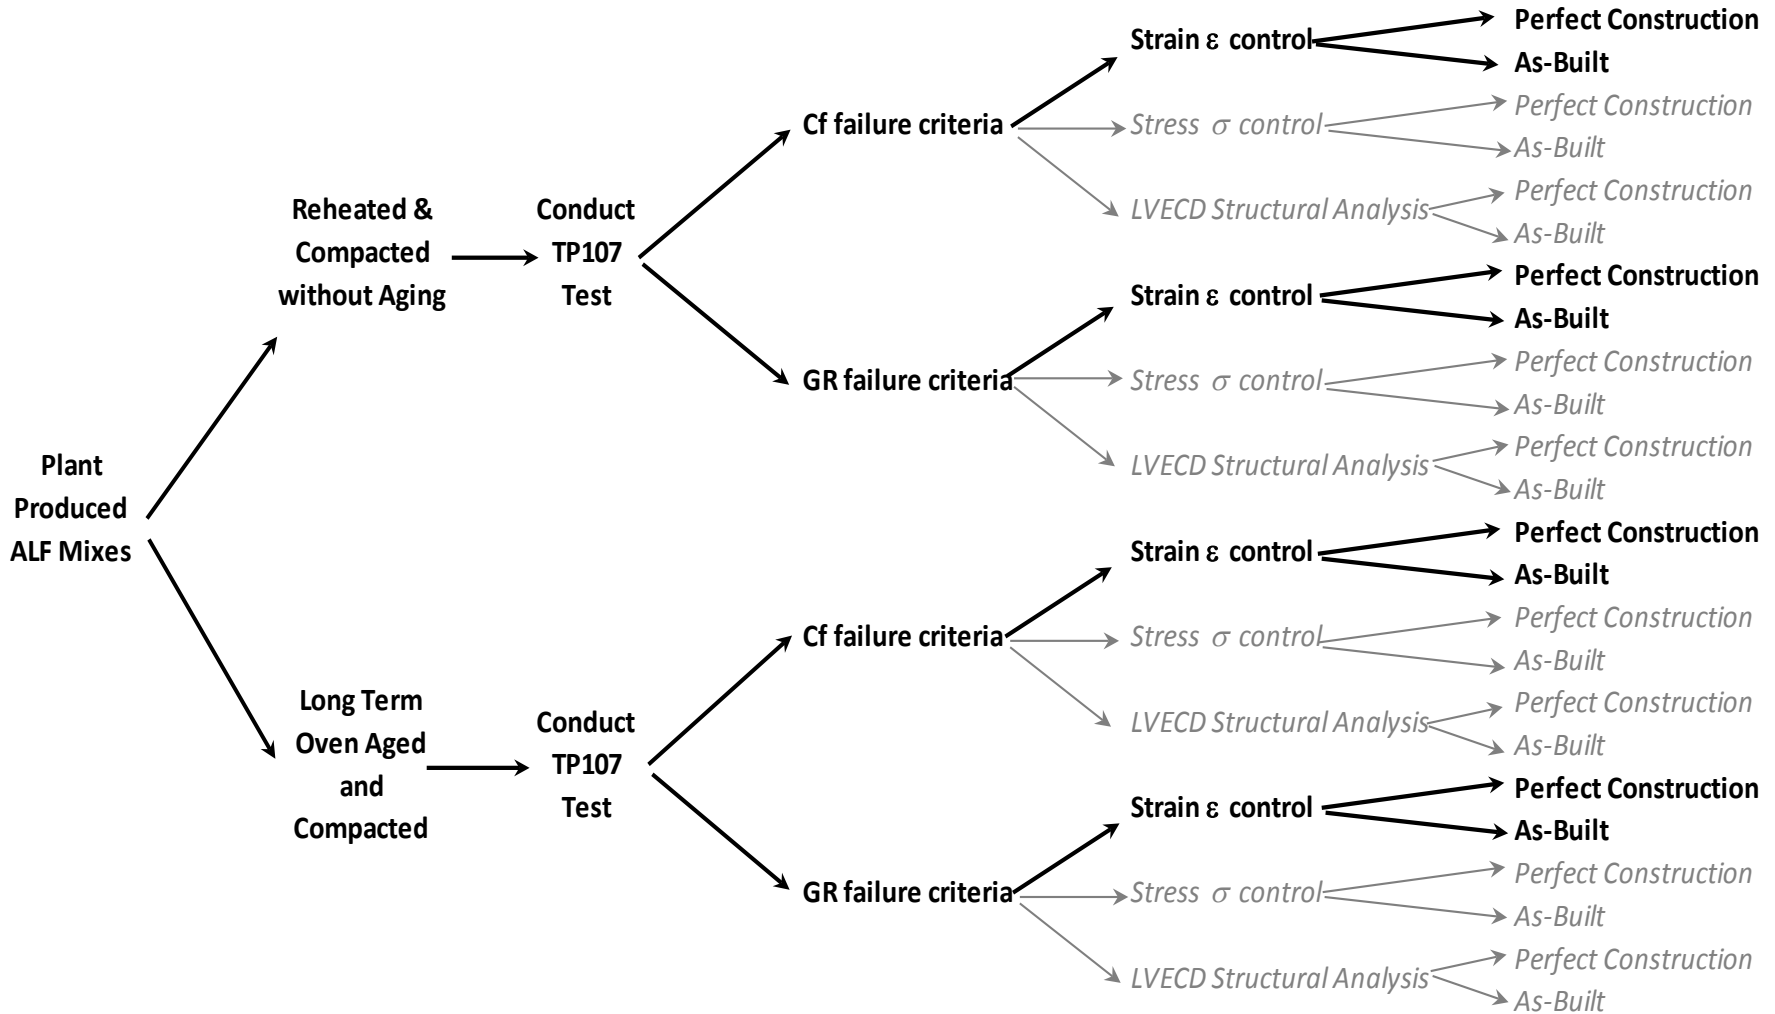 Plant
Produced
ALF Mixes
Reheated &
Compacted
without Aging
Conduct
TP107
Test
Cf failure criteria
Strain ε control
Perfect Construction
As-Built
Stress σ control
Perfect Construction
As-Built
LVECD Structural Analysis
Perfect Construction
As-Built
GR failure criteria
Strain ε control
Perfect Construction
As-Built
Stress σ control
Perfect Construction
As-Built
LVECD Structural Analysis
Perfect Construction
As-Built
Long Term
Oven Aged
and
Compacted
Conduct
TP107
Test
Cf failure criteria
Strain ε control
Perfect Construction
As-Built
Stress σ control
Perfect Construction
As-Built
LVECD Structural Analysis
Perfect Construction
As-Built
GR failure criteria
Strain ε control
Perfect Construction
As-Built
Stress σ control
Perfect Construction
As-Built
LVECD Structural Analysis
Perfect Construction
As-Built